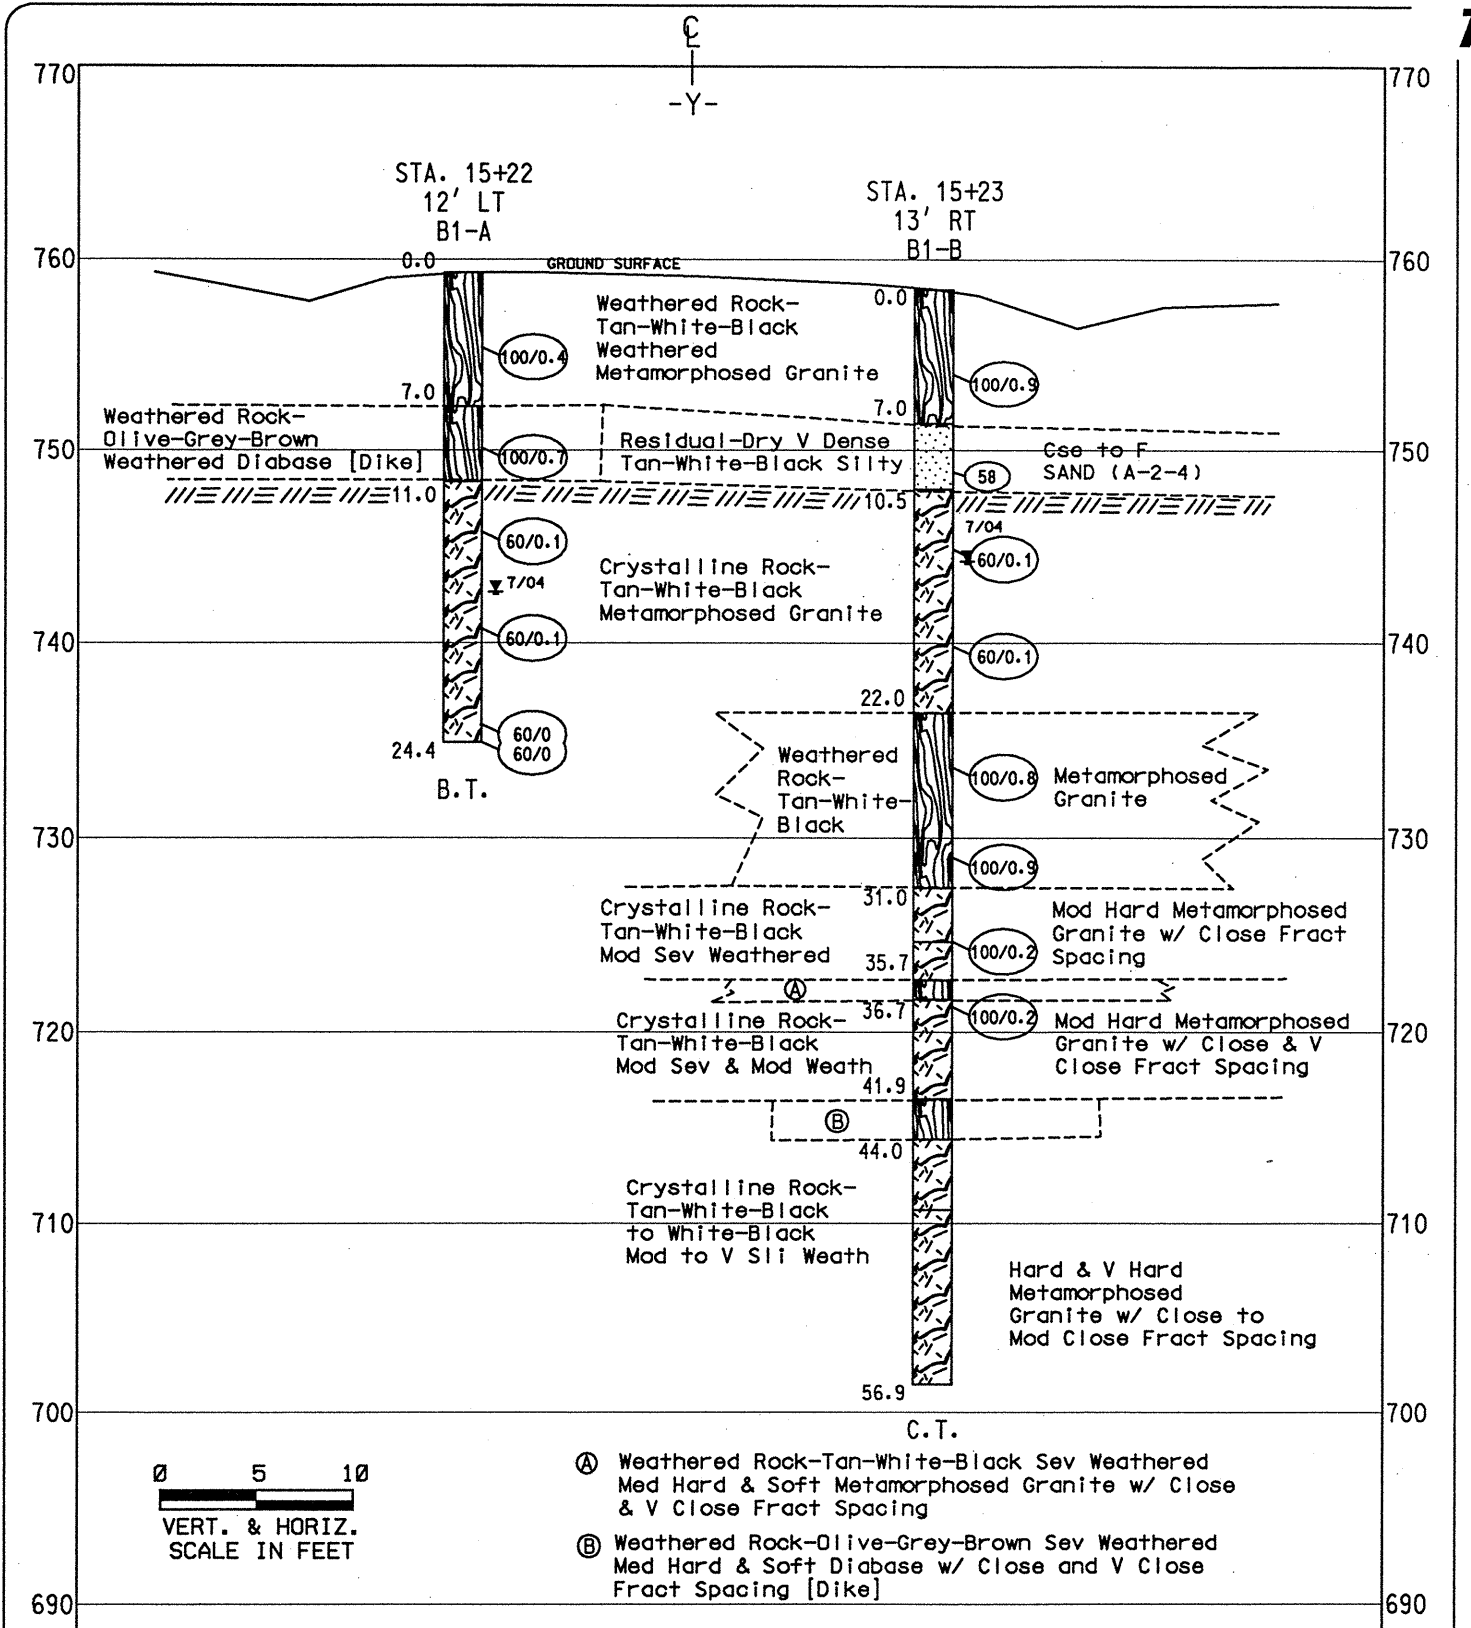 ℄
-Y-
770
770
STA. 15+22
12' LT
B1-A
STA. 15+23
13' RT
B1-B
760
760
0.0
GROUND SURFACE
0.0
Weathered Rock-
Tan-White-Black
Weathered
Metamorphosed Granite
100/0.4
100/0.9
7.0
7.0
Weathered Rock-
Olive-Grey-Brown
Weathered Diabase [Dike]
100/0.7
Residual-Dry V Dense
Tan-White-Black Silty
Cse to F
SAND (A-2-4)
58
750
750
11.0
10.5
7/04
60/0.1
60/0.1
Crystalline Rock-
Tan-White-Black
Metamorphosed Granite
7/04
740
740
60/0.1
60/0.1
22.0
60/0
60/0
24.4
B.T.
Weathered
Rock-
Tan-White-
Black
100/0.8
Metamorphosed
Granite
730
730
100/0.9
31.0
Crystalline Rock-
Tan-White-Black
Mod Sev Weathered
Mod Hard Metamorphosed
Granite w/ Close Fract
Spacing
100/0.2
35.7
A
36.7
100/0.2
720
720
Crystalline Rock-
Tan-White-Black
Mod Sev & Mod Weath
Mod Hard Metamorphosed
Granite w/ Close & V
Close Fract Spacing
41.9
B
44.0
Crystalline Rock-
Tan-White-Black
to White-Black
Mod to V Sli Weath
710
710
Hard & V Hard
Metamorphosed
Granite w/ Close to
Mod Close Fract Spacing
56.9
700
700
C.T.
0 5 10
VERT. & HORIZ.
SCALE IN FEET
A Weathered Rock-Tan-White-Black Sev Weathered
Med Hard & Soft Metamorphosed Granite w/ Close
& V Close Fract Spacing
B Weathered Rock-Olive-Grey-Brown Sev Weathered
Med Hard & Soft Diabase w/ Close and V Close
Fract Spacing [Dike]
690
690